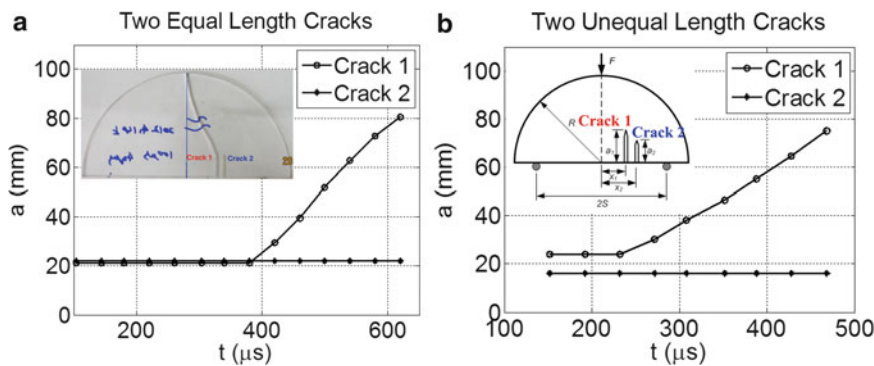 a
Two Equal Length Cracks
a (mm)
100
80
60
40
20
0
200
400
600
t (μs)
Crack 1
Crack 2
Crack 1
Crack 2
23
b
Two Unequal Length Cracks
a (mm)
100
80
60
40
20
0
100
200
300
400
500
t (μs)
Crack 1
Crack 2
F
R
Crack 1
Crack 2
a₁
a₂
x₁
x₂
2S